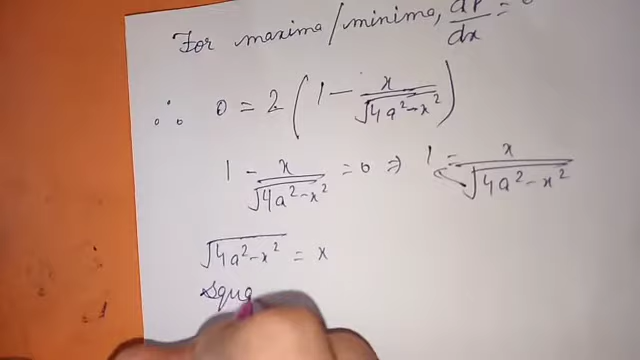 For maxima/minima, dP/dx = 0
∴ 0 = 2 (1 - x/√(4a² - x²))
1 - x/√(4a² - x²) = 0 ⇒ 1 = x/√(4a² - x²)
√(4a² - x²) = x
Squa